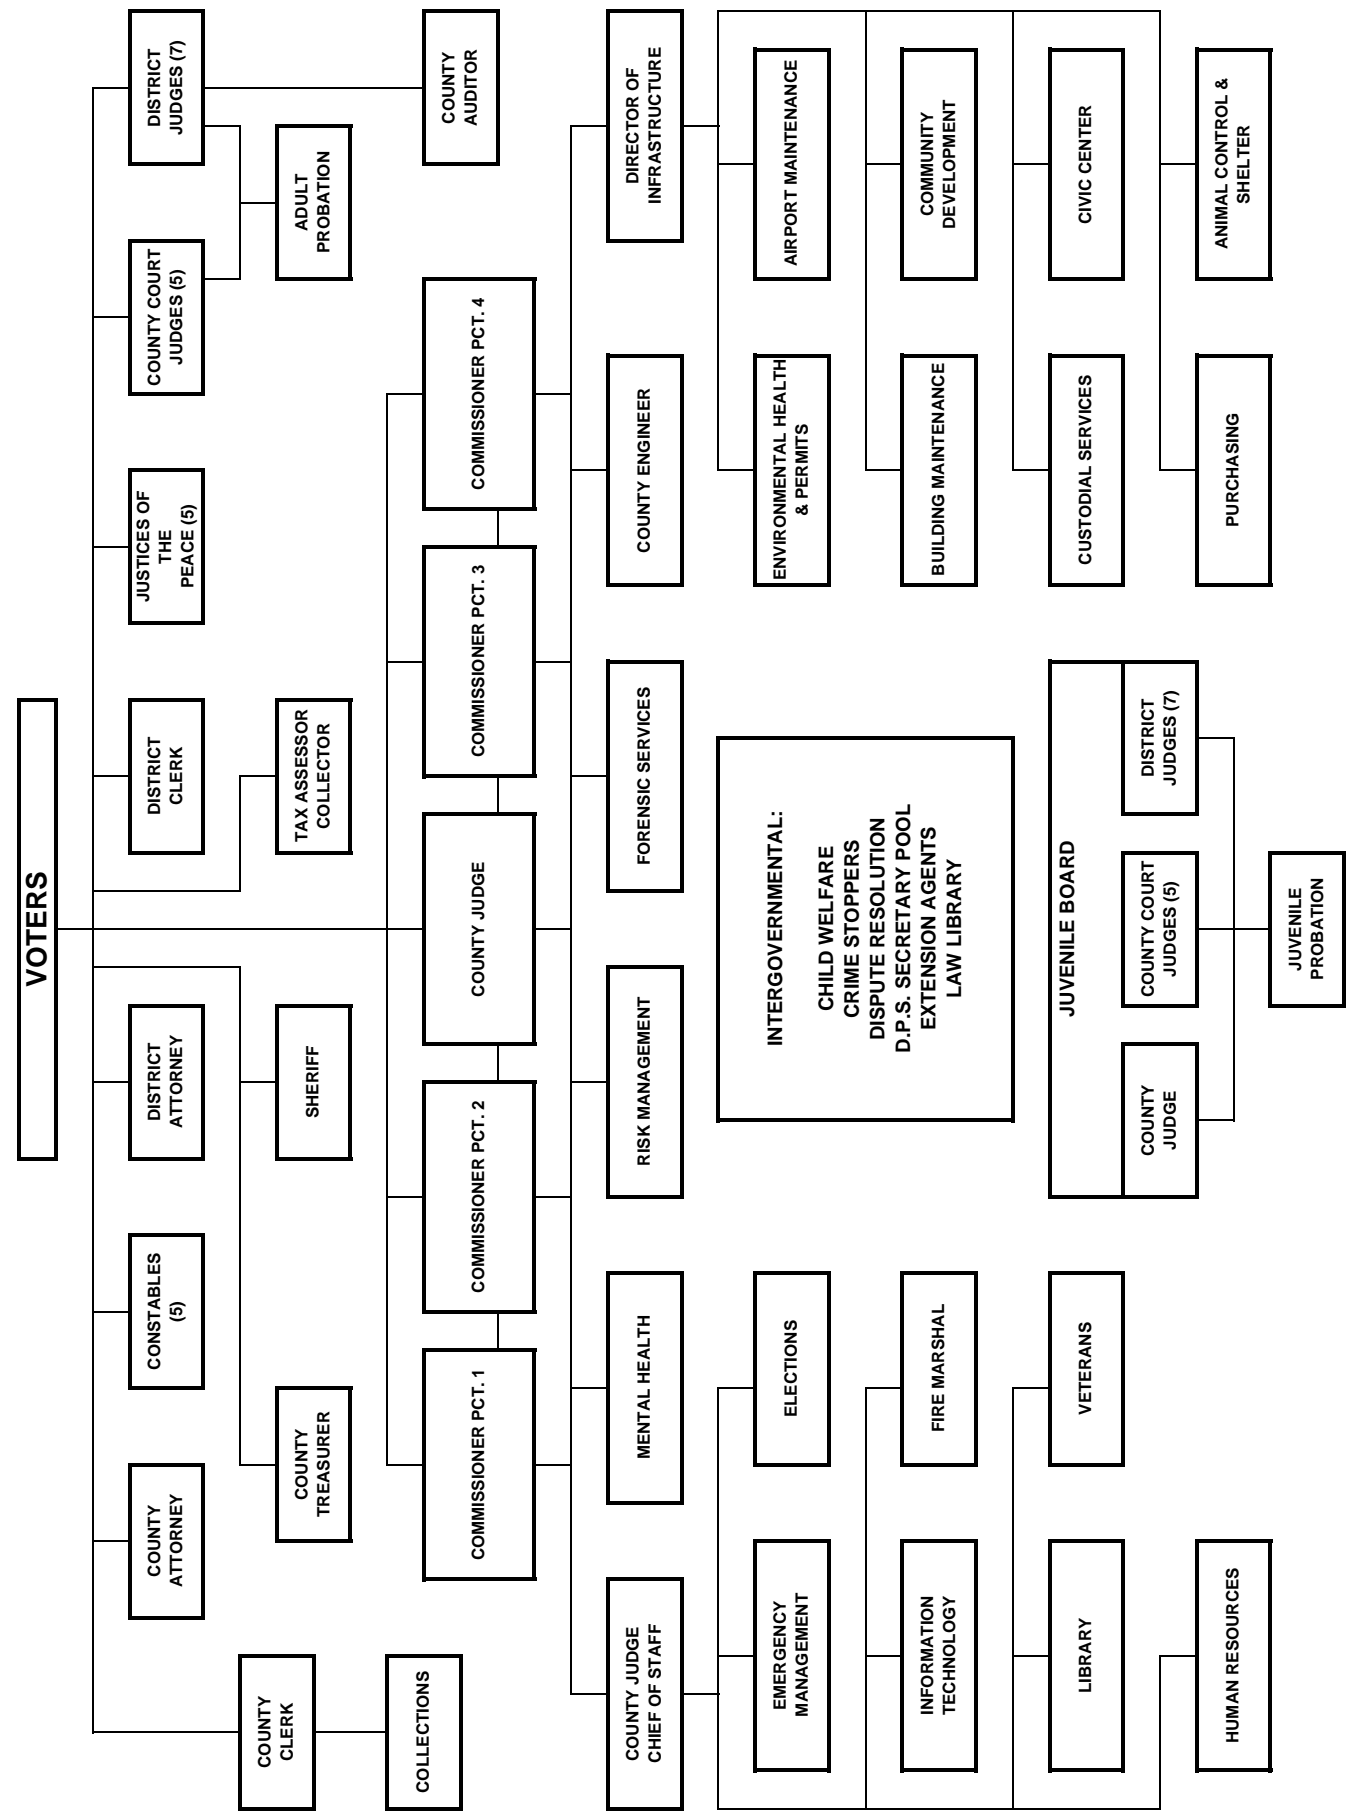 VOTERS
COUNTY
ATTORNEY
CONSTABLES
(5)
DISTRICT
ATTORNEY
DISTRICT
CLERK
JUSTICES OF
THE
PEACE (5)
COUNTY COURT
JUDGES (5)
DISTRICT
JUDGES (7)
COUNTY
CLERK
COUNTY
TREASURER
SHERIFF
TAX ASSESSOR
COLLECTOR
ADULT
PROBATION
COLLECTIONS
COMMISSIONER PCT. 1
COMMISSIONER PCT. 2
COUNTY JUDGE
COMMISSIONER PCT. 3
COMMISSIONER PCT. 4
COUNTY
AUDITOR
COUNTY JUDGE
CHIEF OF STAFF
MENTAL HEALTH
RISK MANAGEMENT
FORENSIC SERVICES
COUNTY ENGINEER
DIRECTOR OF
INFRASTRUCTURE
EMERGENCY
MANAGEMENT
ELECTIONS
INTERGOVERNMENTAL:
CHILD WELFARE
CRIME STOPPERS
DISPUTE RESOLUTION
D.P.S. SECRETARY POOL
EXTENSION AGENTS
LAW LIBRARY
ENVIRONMENTAL HEALTH
& PERMITS
AIRPORT MAINTENANCE
INFORMATION
TECHNOLOGY
FIRE MARSHAL
BUILDING MAINTENANCE
COMMUNITY
DEVELOPMENT
LIBRARY
VETERANS
JUVENILE BOARD
COUNTY
JUDGE
COUNTY COURT
JUDGES (5)
DISTRICT
JUDGES (7)
CUSTODIAL SERVICES
CIVIC CENTER
HUMAN RESOURCES
JUVENILE
PROBATION
PURCHASING
ANIMAL CONTROL &
SHELTER